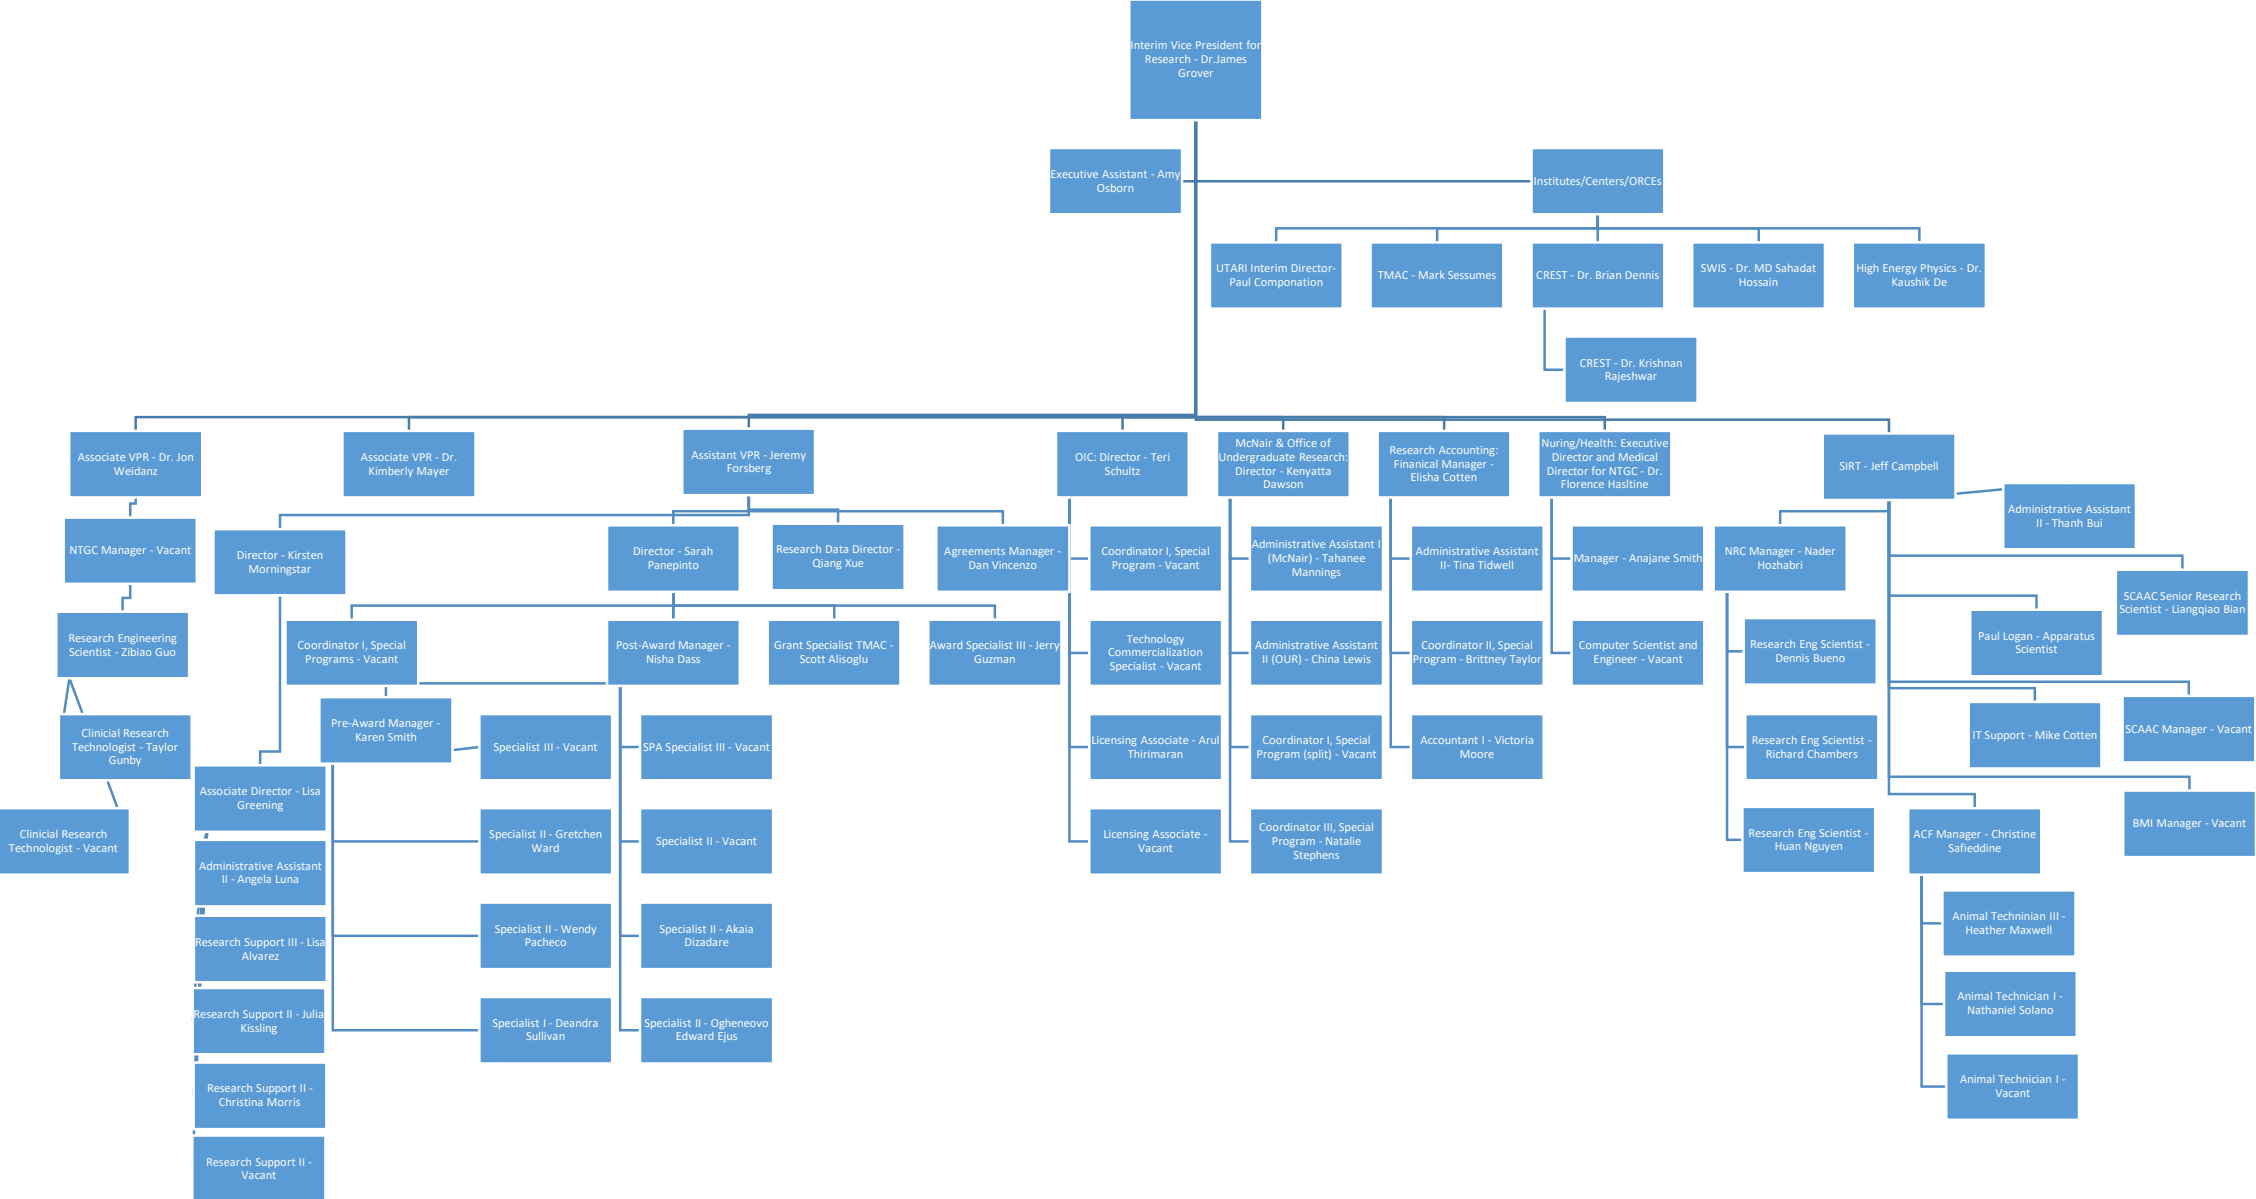 Interim Vice President for
Research - Dr.James
Grover
Executive Assistant - Amy
Osborn
Institutes/Centers/ORCEs
UTARI Interim Director-
Paul Componation
TMAC - Mark Sessumes
CREST - Dr. Brian Dennis
SWIS - Dr. MD Sahadat
Hossain
High Energy Physics - Dr.
Kaushik De
CREST - Dr. Krishnan
Rajeshwar
Associate VPR - Dr. Jon
Weidanz
Associate VPR - Dr.
Kimberly Mayer
Assistant VPR - Jeremy
Forsberg
OIC: Director - Teri
Schultz
McNair & Office of
Undergraduate Research:
Director - Kenyatta
Dawson
Research Accounting:
Finanical Manager -
Elisha Cotten
Nuring/Health: Executive
Director and Medical
Director for NTGC - Dr.
Florence Hasltine
SIRT - Jeff Campbell
Administrative Assistant
II - Thanh Bui
NTGC Manager - Vacant
Director - Kirsten
Morningstar
Director - Sarah
Panepinto
Research Data Director -
Qiang Xue
Agreements Manager -
Dan Vincenzo
Coordinator I, Special
Program - Vacant
Administrative Assistant I
(McNair) - Tahanee
Mannings
Administrative Assistant
II- Tina Tidwell
Manager - Anajane Smith
NRC Manager - Nader
Hozhabri
SCAAC Senior Research
Scientist - Liangqiao Bian
Research Engineering
Scientist - Zibiao Guo
Coordinator I, Special
Programs - Vacant
Post-Award Manager -
Nisha Dass
Grant Specialist TMAC -
Scott Alisoglu
Award Specialist III - Jerry
Guzman
Technology
Commercialization
Specialist - Vacant
Administrative Assistant
II (OUR) - China Lewis
Coordinator II, Special
Program - Brittney Taylor
Computer Scientist and
Engineer - Vacant
Research Eng Scientist -
Dennis Bueno
Paul Logan - Apparatus
Scientist
Clinicial Research
Technologist - Taylor
Gunby
Pre-Award Manager -
Karen Smith
Specialist III - Vacant
SPA Specialist III - Vacant
Licensing Associate - Arul
Thirimaran
Coordinator I, Special
Program (split) - Vacant
Accountant I - Victoria
Moore
Research Eng Scientist -
Richard Chambers
IT Support - Mike Cotten
SCAAC Manager - Vacant
Associate Director - Lisa
Greening
Clinicial Research
Technologist - Vacant
Specialist II - Gretchen
Ward
Specialist II - Vacant
Licensing Associate -
Vacant
Coordinator III, Special
Program - Natalie
Stephens
Research Eng Scientist -
Huan Nguyen
ACF Manager - Christine
Safieddine
BMI Manager - Vacant
Administrative Assistant
II - Angela Luna
Research Support III - Lisa
Alvarez
Specialist II - Wendy
Pacheco
Specialist II - Akaia
Dizadare
Animal Techninian III -
Heather Maxwell
Research Support II - Julia
Kissling
Specialist I - Deandra
Sullivan
Specialist II - Ogheneovo
Edward Ejus
Animal Technician I -
Nathaniel Solano
Research Support II -
Christina Morris
Animal Technician I -
Vacant
Research Support II -
Vacant